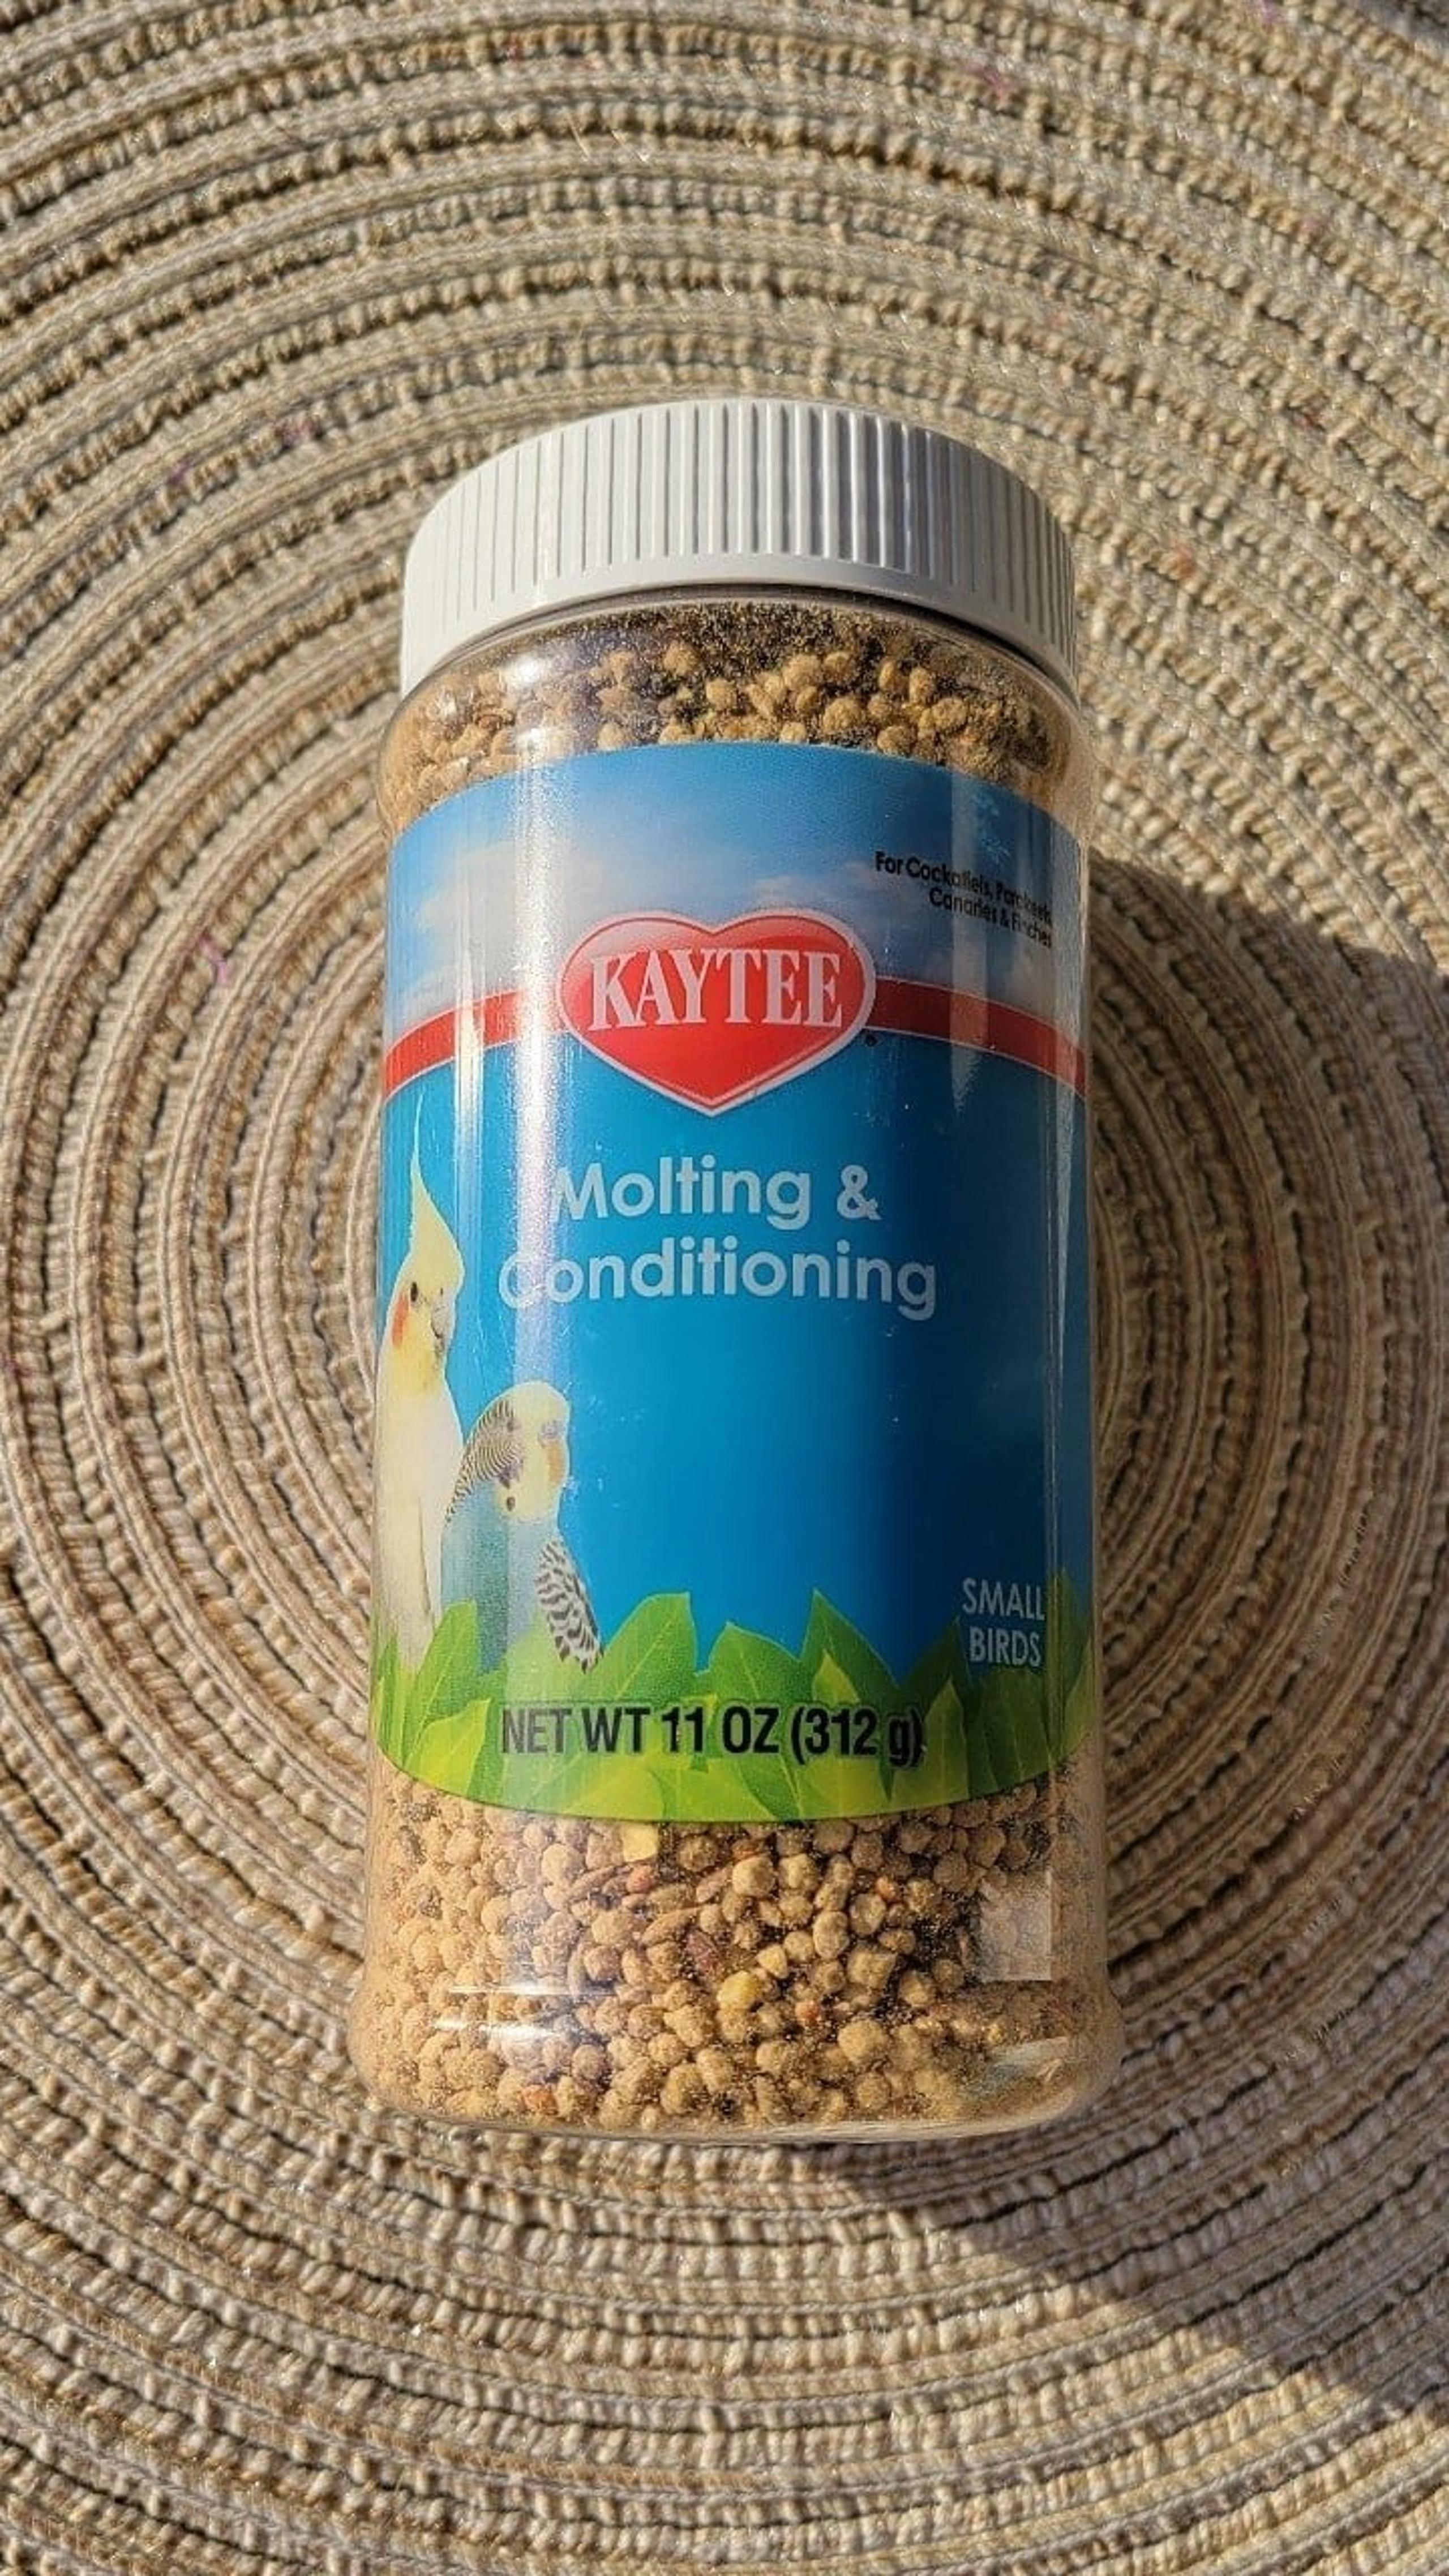 For Cockatiels, Parakeets,
Canaries & Finches
KAYTEE
Molting &
Conditioning
SMALL
BIRDS
NET WT 11 OZ (312 g)